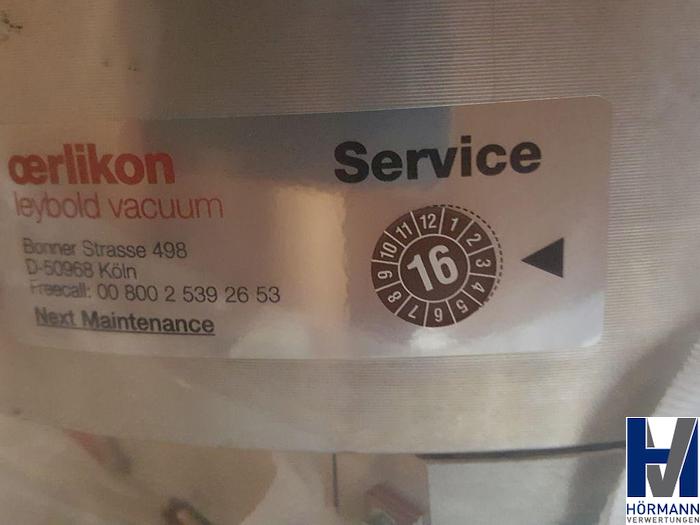 œrlikon
leybold vacuum
Service
Bonner Strasse 498
D-50968 Köln
Freecall: 00 800 2 539 26 53
Next Maintenance
1 2 3 4 5 6 7 8 9 10 11 12
16
HÖRMANN
VERWERTUNGEN